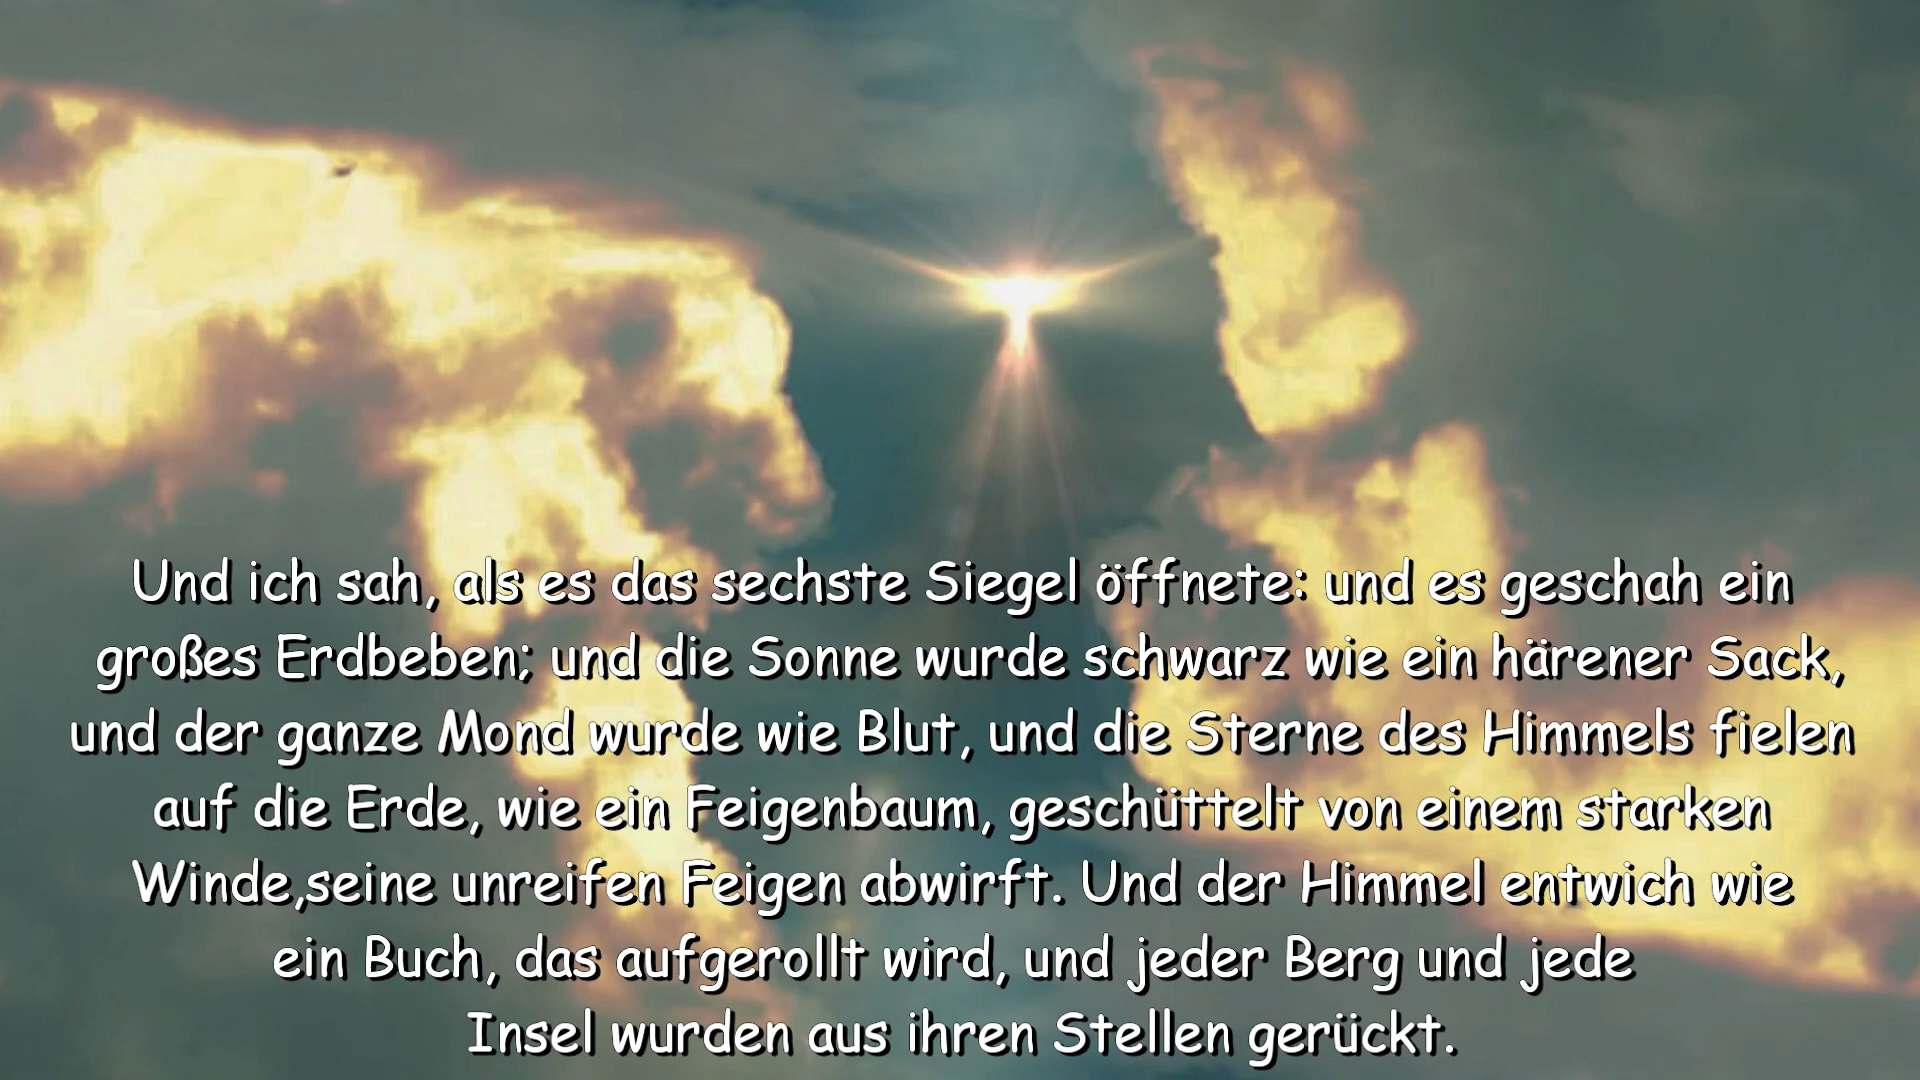 Und ich sah, als es das sechste Siegel öffnete: und es geschah ein
großes Erdbeben; und die Sonne wurde schwarz wie ein härener Sack,
und der ganze Mond wurde wie Blut, und die Sterne des Himmels fielen
auf die Erde, wie ein Feigenbaum, geschüttelt von einem starken
Winde,seine unreifen Feigen abwirft. Und der Himmel entwich wie
ein Buch, das aufgerollt wird, und jeder Berg und jede
Insel wurden aus ihren Stellen gerückt.